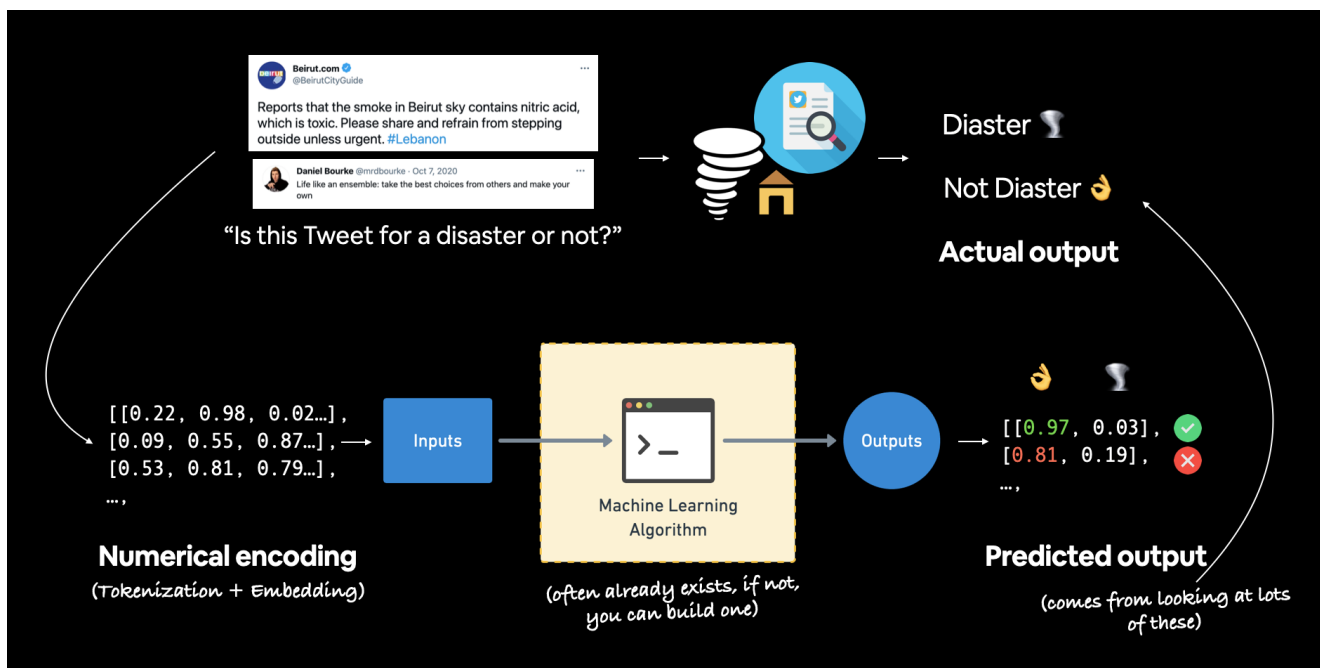 Beirut.com
@BeirutCityGuide
Reports that the smoke in Beirut sky contains nitric acid,
which is toxic. Please share and refrain from stepping
outside unless urgent. #Lebanon
Daniel Bourke @mrdbourke · Oct 7, 2020
Life like an ensemble: take the best choices from others and make your
own
“Is this Tweet for a disaster or not?”
Diaster
Not Diaster 👌
Actual output
[[0.22, 0.98, 0.02…],
[0.09, 0.55, 0.87…],
[0.53, 0.81, 0.79…],
…,
Numerical encoding
(Tokenization + Embedding)
Inputs
Machine Learning
Algorithm
(often already exists, if not,
you can build one)
Outputs
[[0.97, 0.03],
[0.81, 0.19],
…,
Predicted output
(comes from looking at lots
of these)